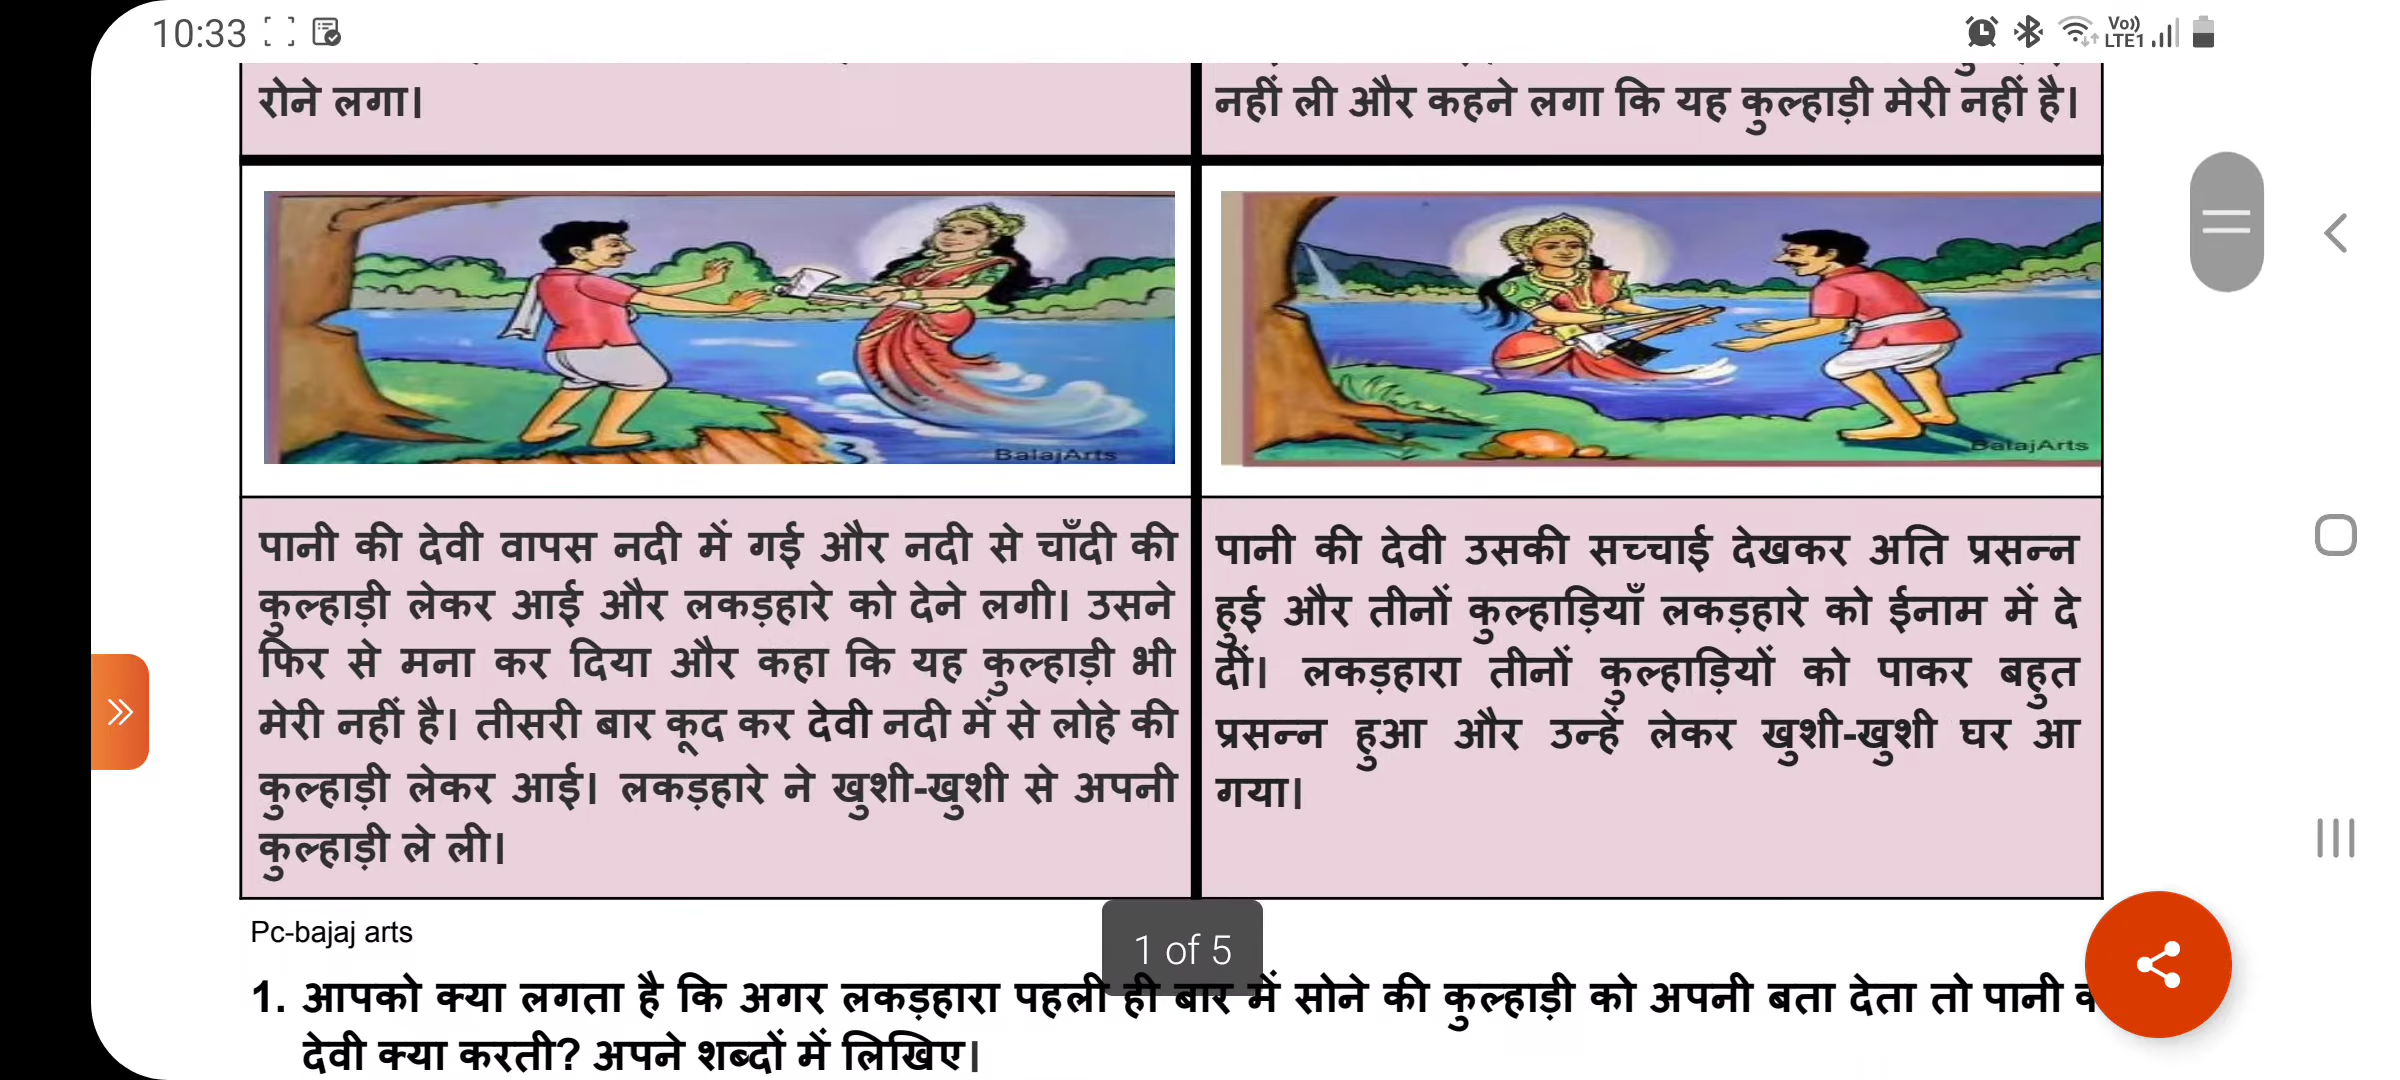 10:33
Vo)) LTE1
रोने लगा।
नहीं ली और कहने लगा कि यह कुल्हाड़ी मेरी नहीं है।
BalajArts
BalajArts
पानी की देवी वापस नदी में गई और नदी से चाँदी की
कुल्हाड़ी लेकर आई और लकड़हारे को देने लगी। उसने
फिर से मना कर दिया और कहा कि यह कुल्हाड़ी भी
मेरी नहीं है। तीसरी बार कूद कर देवी नदी में से लोहे की
कुल्हाड़ी लेकर आई। लकड़हारे ने खुशी-खुशी से अपनी
कुल्हाड़ी ले ली।
पानी की देवी उसकी सच्चाई देखकर अति प्रसन्न
हुई और तीनों कुल्हाड़ियाँ लकड़हारे को ईनाम में दे
दीं। लकड़हारा तीनों कुल्हाड़ियों को पाकर बहुत
प्रसन्न हुआ और उन्हें लेकर खुशी-खुशी घर आ
गया।
Pc-bajaj arts
1 of 5
1. आपको क्या लगता है कि अगर लकड़हारा पहली ही बार में सोने की कुल्हाड़ी को अपनी बता देता तो पानी
देवी क्या करती? अपने शब्दों में लिखिए।